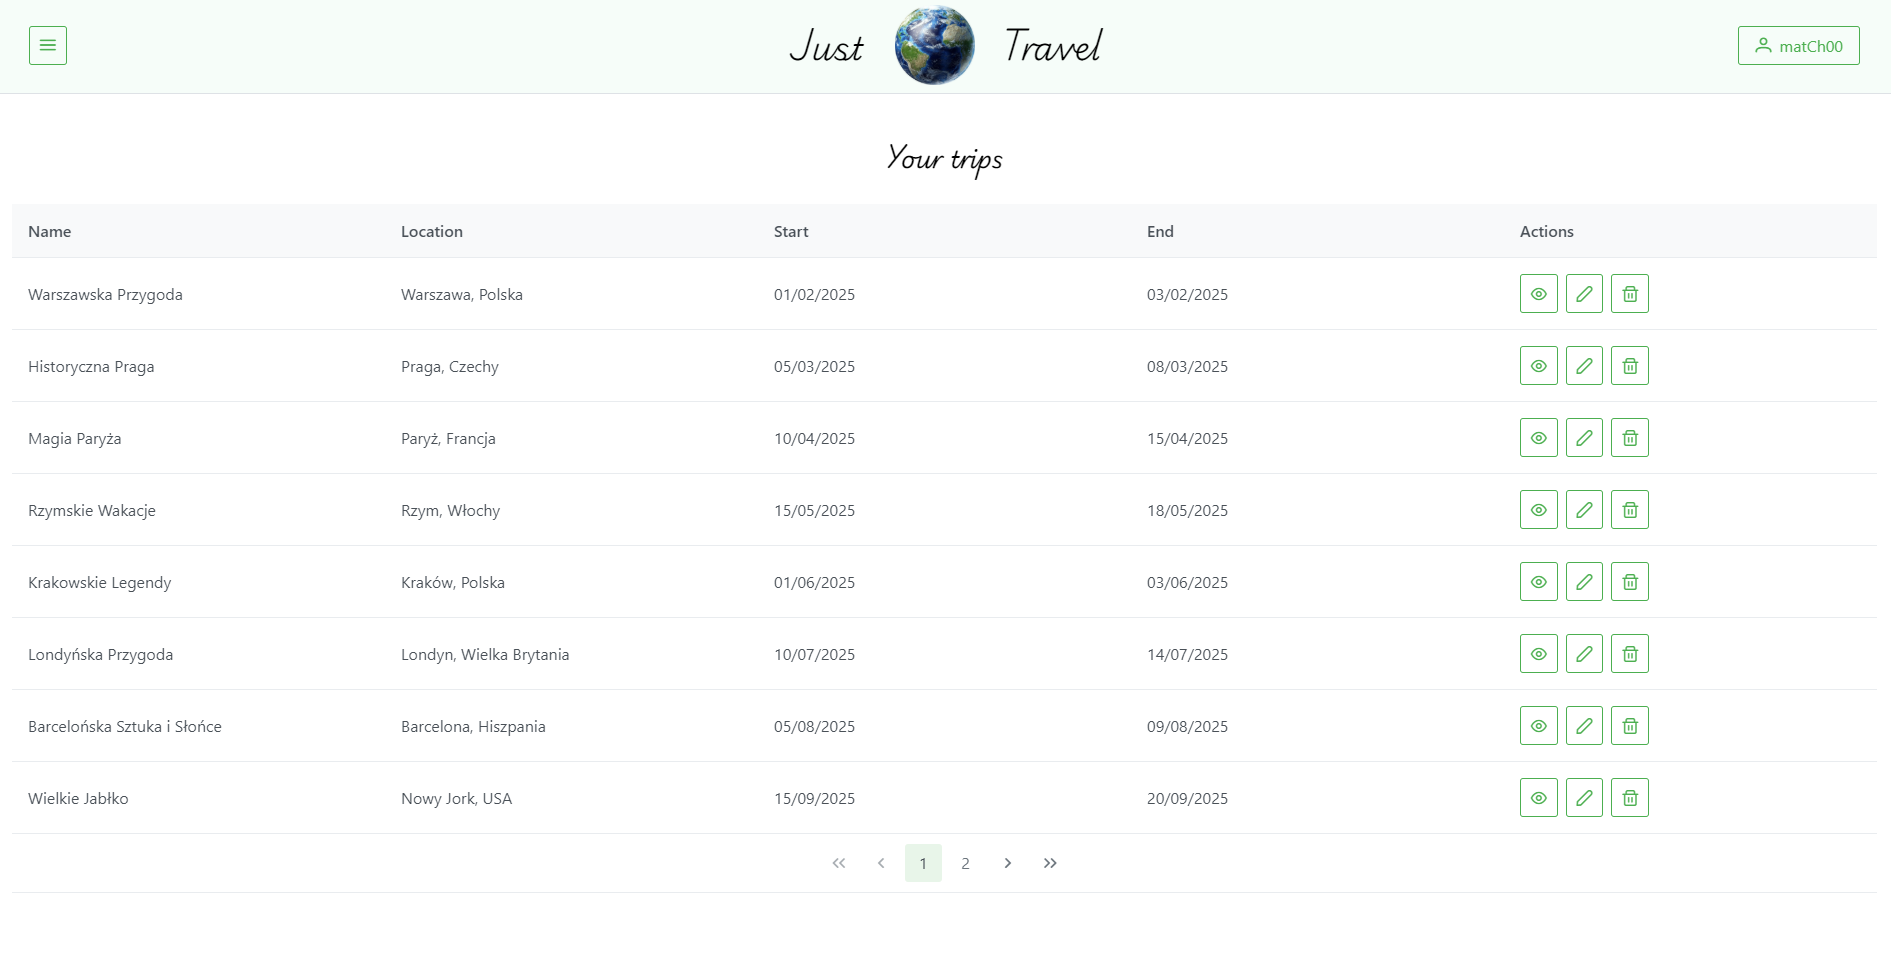 Just Travel
matCh00
Your trips
Name Location Start End Actions
Warszawska Przygoda Warszawa, Polska 01/02/2025 03/02/2025
Historyczna Praga Praga, Czechy 05/03/2025 08/03/2025
Magia Paryża Paryż, Francja 10/04/2025 15/04/2025
Rzymskie Wakacje Rzym, Włochy 15/05/2025 18/05/2025
Krakowskie Legendy Kraków, Polska 01/06/2025 03/06/2025
Londyńska Przygoda Londyn, Wielka Brytania 10/07/2025 14/07/2025
Barcelońska Sztuka i Słońce Barcelona, Hiszpania 05/08/2025 09/08/2025
Wielkie Jabłko Nowy Jork, USA 15/09/2025 20/09/2025
1 2